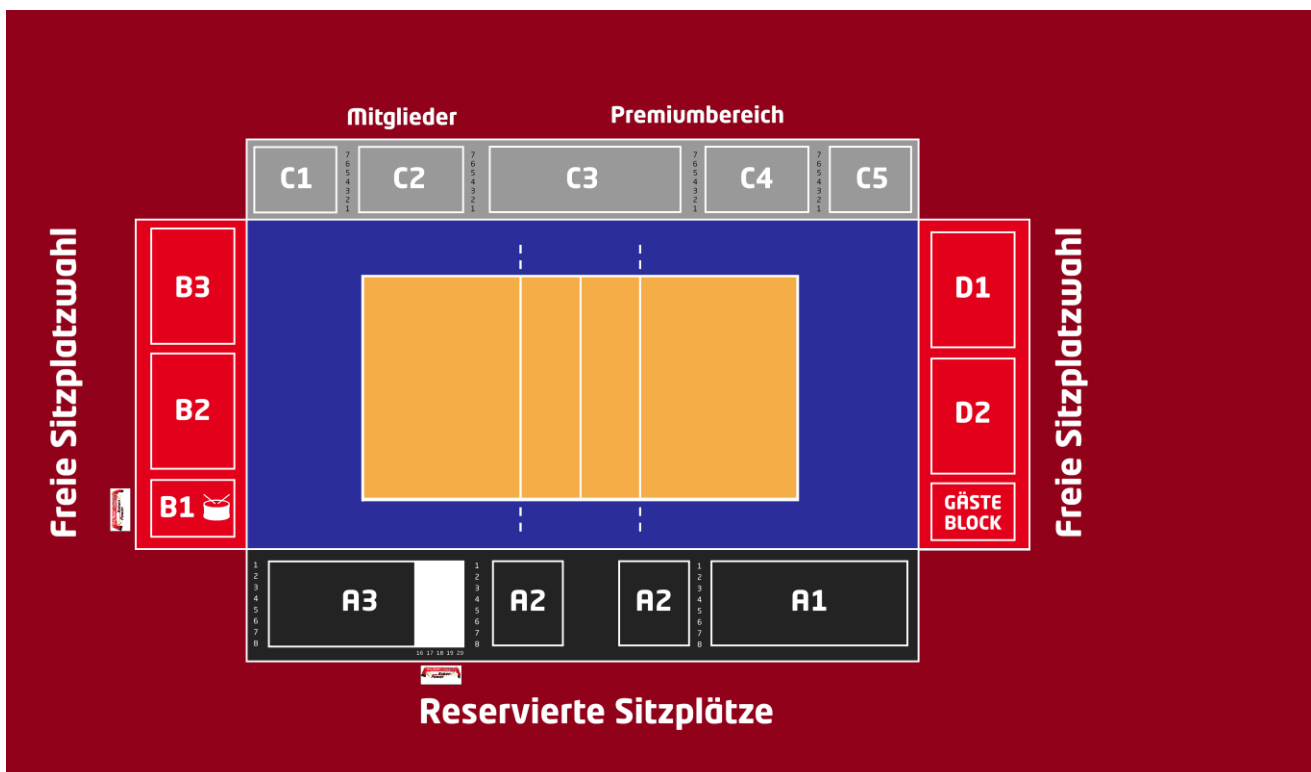 Mitglieder
Premiumbereich
C1
7
6
5
4
3
2
1
C2
7
6
5
4
3
2
1
C3
7
6
5
4
3
2
1
C4
7
6
5
4
3
2
1
C5
Freie Sitzplatzwahl
B3
B2
B1
D1
D2
GÄSTE
BLOCK
Freie Sitzplatzwahl
1
2
3
4
5
6
7
8
A3
16 17 18 19 20
1
2
3
4
5
6
7
8
A2
A2
1
2
3
4
5
6
7
8
A1
Reservierte Sitzplätze